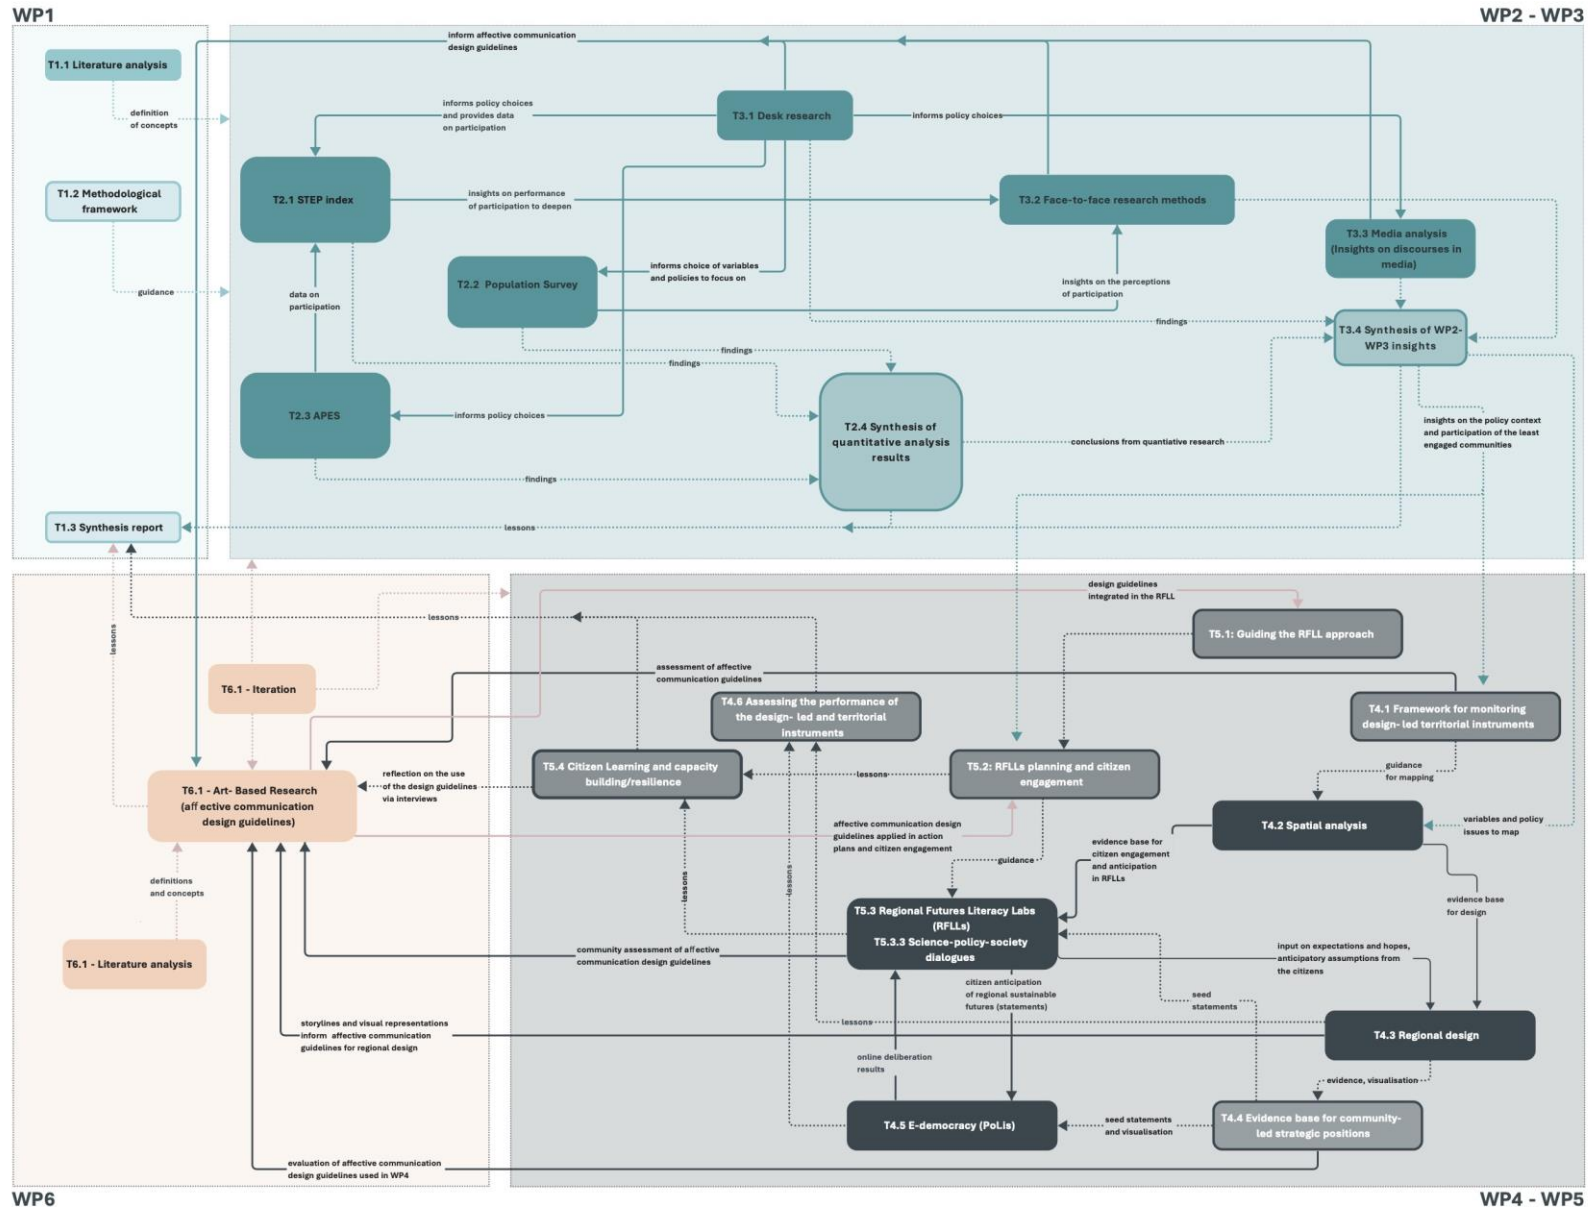 WP1
WP2 - WP3
inform affective communication
design guidelines
T1.1 Literature analysis
definition
of concepts
informs policy choices
and provides data
on participation
T3.1 Desk research
informs policy choices
T1.2 Methodological
framework
T2.1 STEP index
insights on performance
of participation to deepen
T3.2 Face-to-face research methods
T3.3 Media analysis
(Insights on discourses in
media)
guidance
data on
participation
T2.2 Population Survey
informs choice of variables
and policies to focus on
insights on the perceptions
of participation
findings
T3.4 Synthesis of WP2-
WP3 insights
findings
findings
T2.3 APES
informs policy choices
T2.4 Synthesis of
quantitative analysis
results
conclusions from quantiative research
insights on the policy context
and participation of the least
engaged communities
findings
T1.3 Synthesis report
lessons
design guidelines
integrated in the RFLL
lessons
lessons
T5.1: Guiding the RFLL approach
T6.1 - Iteration
assessment of affective
communication guidelines
T4.6 Assessing the performance of
the design- led and territorial
instruments
T4.1 Framework for monitoring
design- led territorial instruments
T6.1 - Art- Based Research
(affective communication
design guidelines)
reflection on the use
of the design guidelines
via interviews
T5.4 Citizen Learning and capacity
building/resilience
lessons
T5.2: RFLLs planning and citizen
engagement
guidance
for mapping
affective communication design
guidelines applied in action
plans and citizen engagement
T4.2 Spatial analysis
variables and policy
issues to map
evidence base for
citizen engagement
and anticipation
in RFLLs
definitions
and concepts
lessons
lessons
guidance
evidence base
for design
T5.3 Regional Futures Literacy Labs
(RFLLs)
T5.3.3 Science-policy-society
dialogues
T6.1 - Literature analysis
community assessment of affective
communication design guidelines
input on expectations and hopes,
anticipatory assumptions from
the citizens
citizen anticipation
of regional sustainable
futures (statements)
seed
statements
storylines and visual representations
inform affective communication
guidelines for regional design
lessons
T4.3 Regional design
online deliberation
results
evidence, visualisation
T4.5 E-democracy (PoLis)
seed statements
and visualisation
T4.4 Evidence base for community-
led strategic positions
evaluation of affective communication
design guidelines used in WP4
WP6
WP4 - WP5